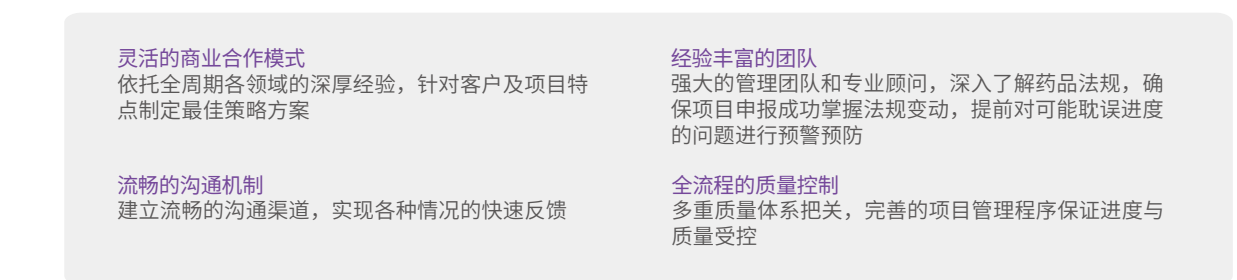 灵活的商业合作模式
依托全周期各领域的深厚经验，针对客户及项目特
点制定最佳策略方案
经验丰富的团队
强大的管理团队和专业顾问，深入了解药品法规，确
保项目申报成功掌握法规变动，提前对可能耽误进度
的问题进行预警预防
流畅的沟通机制
建立流畅的沟通渠道，实现各种情况的快速反馈
全流程的质量控制
多重质量体系把关，完善的项目管理程序保证进度与
质量受控